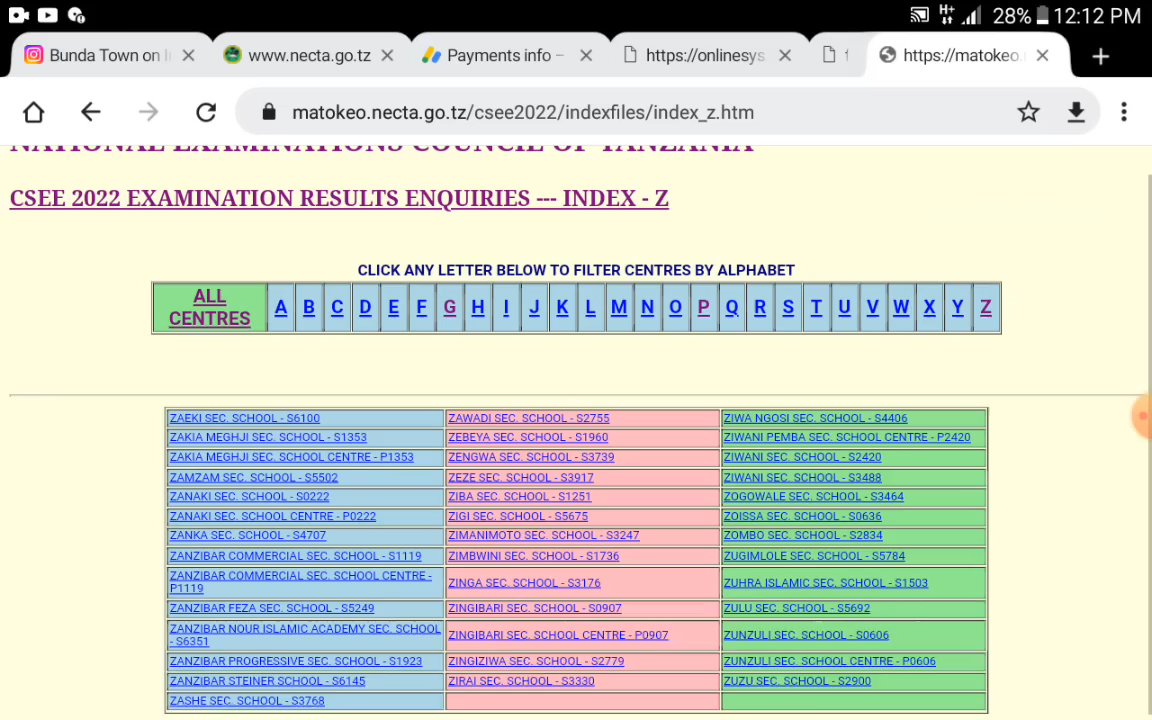 28% 12:12 PM
Bunda Town on I
www.necta.go.tz
Payments info –
https://onlinesys
https://matokeo.
matokeo.necta.go.tz/csee2022/indexfiles/index_z.htm
NATIONAL EXAMINATIONS COUNCIL OF TANZANIA
CSEE 2022 EXAMINATION RESULTS ENQUIRIES --- INDEX - Z
CLICK ANY LETTER BELOW TO FILTER CENTRES BY ALPHABET
ALL CENTRES A B C D E F G H I J K L M N O P Q R S T U V W X Y Z
ZAEKI SEC. SCHOOL - S6100
ZAWADI SEC. SCHOOL - S2755
ZIWA NGOSI SEC. SCHOOL - S4406
ZAKIA MEGHJI SEC. SCHOOL - S1353
ZEBEYA SEC. SCHOOL - S1960
ZIWANI PEMBA SEC. SCHOOL CENTRE - P2420
ZAKIA MEGHJI SEC. SCHOOL CENTRE - P1353
ZENGWA SEC. SCHOOL - S3739
ZIWANI SEC. SCHOOL - S2420
ZAMZAM SEC. SCHOOL - S5502
ZEZE SEC. SCHOOL - S3917
ZIWANI SEC. SCHOOL - S3488
ZANAKI SEC. SCHOOL - S0222
ZIBA SEC. SCHOOL - S1251
ZOGOWALE SEC. SCHOOL - S3464
ZANAKI SEC. SCHOOL CENTRE - P0222
ZIGI SEC. SCHOOL - S5675
ZOISSA SEC. SCHOOL - S0636
ZANKA SEC. SCHOOL - S4707
ZIMANIMOTO SEC. SCHOOL - S3247
ZOMBO SEC. SCHOOL - S2834
ZANZIBAR COMMERCIAL SEC. SCHOOL - S1119
ZIMBWINI SEC. SCHOOL - S1736
ZUGIMLOLE SEC. SCHOOL - S5784
ZANZIBAR COMMERCIAL SEC. SCHOOL CENTRE -
P1119
ZINGA SEC. SCHOOL - S3176
ZUHRA ISLAMIC SEC. SCHOOL - S1503
ZANZIBAR FEZA SEC. SCHOOL - S5249
ZINGIBARI SEC. SCHOOL - S0907
ZULU SEC. SCHOOL - S5692
ZANZIBAR NOUR ISLAMIC ACADEMY SEC. SCHOOL
- S6351
ZINGIBARI SEC. SCHOOL CENTRE - P0907
ZUNZULI SEC. SCHOOL - S0606
ZANZIBAR PROGRESSIVE SEC. SCHOOL - S1923
ZINGIZIWA SEC. SCHOOL - S2779
ZUNZULI SEC. SCHOOL CENTRE - P0606
ZANZIBAR STEINER SCHOOL - S6145
ZIRAI SEC. SCHOOL - S3330
ZUZU SEC. SCHOOL - S2900
ZASHE SEC. SCHOOL - S3768